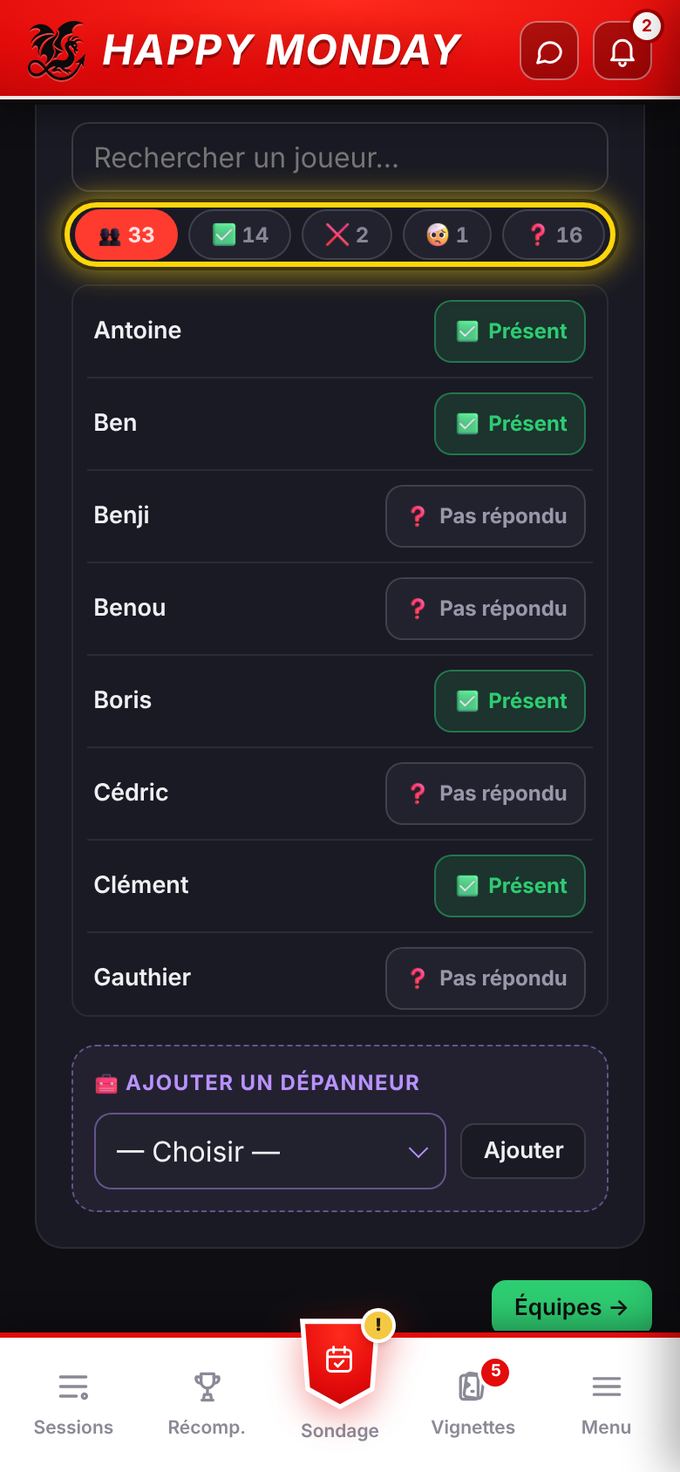 HAPPY MONDAY
2
Rechercher un joueur...
👥 33 ✅ 14 ❌ 2 🤕 1 ❓ 16
Antoine ✅ Présent
Ben ✅ Présent
Benji ❓ Pas répondu
Benou ❓ Pas répondu
Boris ✅ Présent
Cédric ❓ Pas répondu
Clément ✅ Présent
Gauthier ❓ Pas répondu
🧰 AJOUTER UN DÉPANNEUR
— Choisir — Ajouter
Équipes →
!
5
Sessions Récomp. Sondage Vignettes Menu